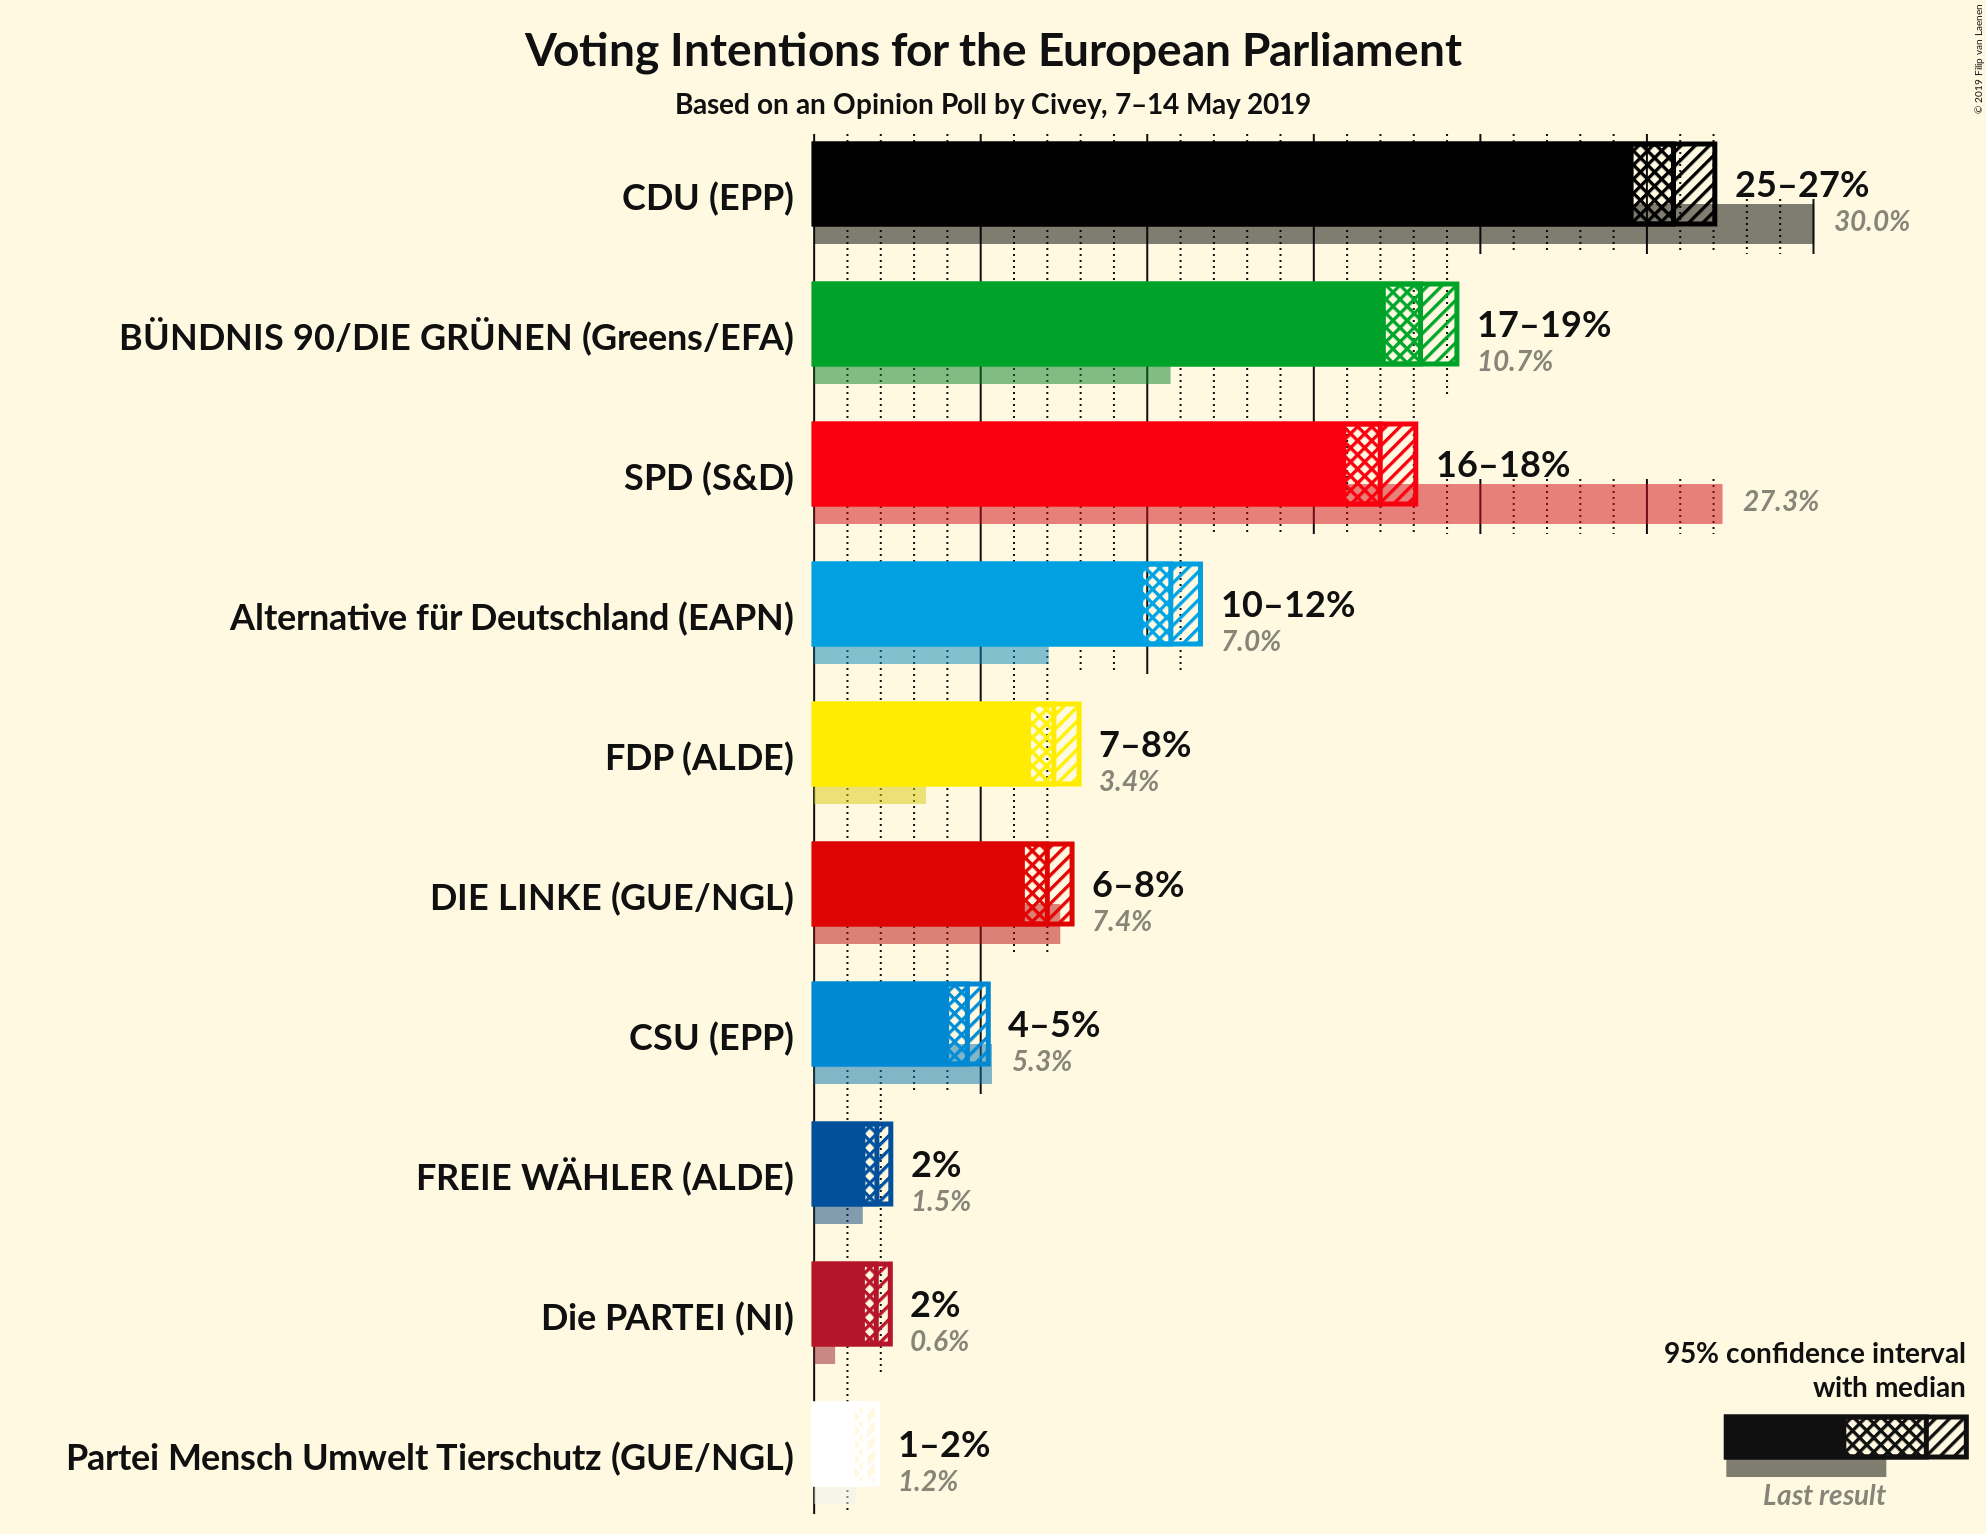 Voting Intentions for the European Parliament
Based on an Opinion Poll by Civey, 7–14 May 2019
© 2019 Filip van Laenen
CDU (EPP)
25–27%
30.0%
BÜNDNIS 90/DIE GRÜNEN (Greens/EFA)
17–19%
10.7%
SPD (S&D)
16–18%
27.3%
Alternative für Deutschland (EAPN)
10–12%
7.0%
FDP (ALDE)
7–8%
3.4%
DIE LINKE (GUE/NGL)
6–8%
7.4%
CSU (EPP)
4–5%
5.3%
FREIE WÄHLER (ALDE)
2%
1.5%
Die PARTEI (NI)
2%
0.6%
Partei Mensch Umwelt Tierschutz (GUE/NGL)
1–2%
1.2%
95% confidence interval
with median
Last result